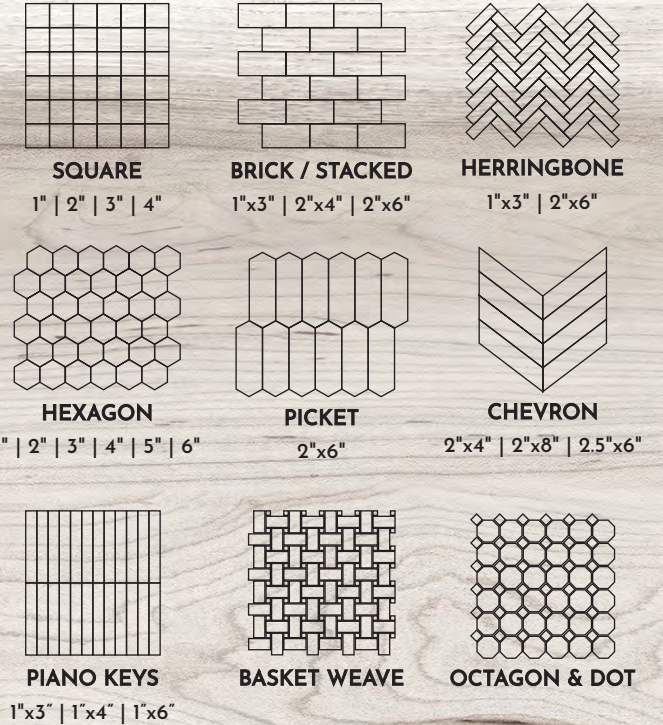 SQUARE
1" | 2" | 3" | 4"
BRICK / STACKED
1"x3" | 2"x4" | 2"x6"
HERRINGBONE
1"x3" | 2"x6"
HEXAGON
" | 2" | 3" | 4" | 5" | 6"
PICKET
2"x6"
CHEVRON
2"x4" | 2"x8" | 2.5"x6"
PIANO KEYS
1"x3" | 1"x4" | 1"x6"
BASKET WEAVE
OCTAGON & DOT